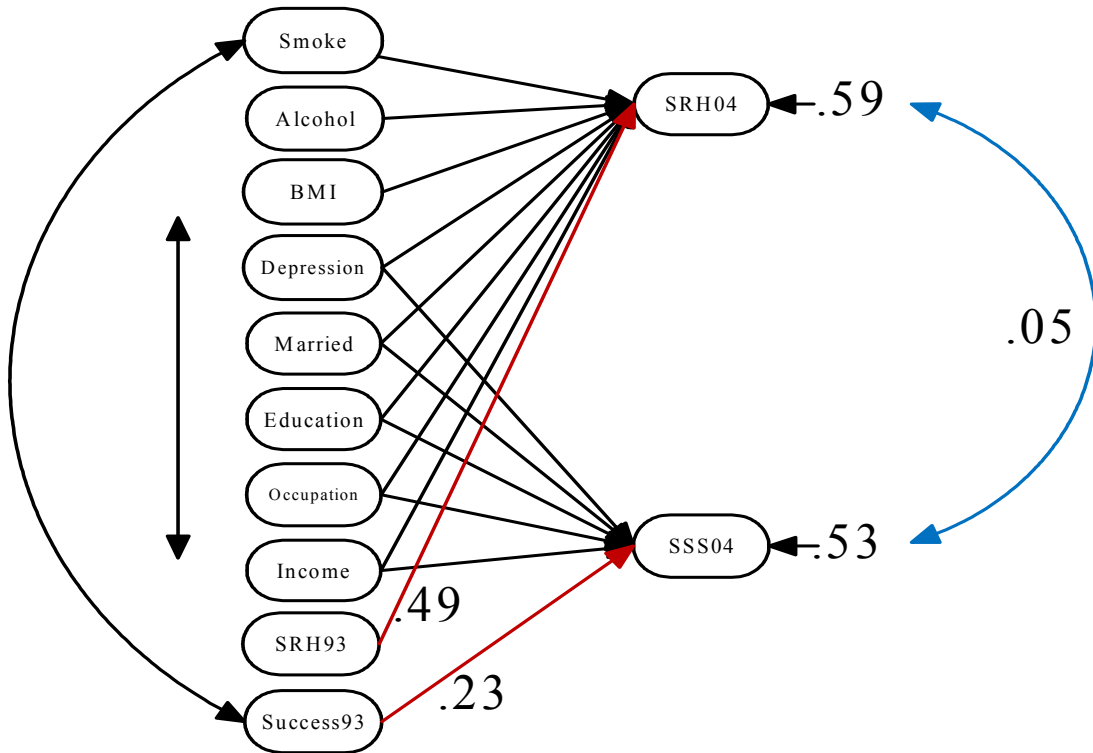 Smoke
Alcohol
BMI
Depression
Married
Education
Occupation
Income
SRH93
Success93
SRH04
.59
.05
SSS04
.53
.49
.23